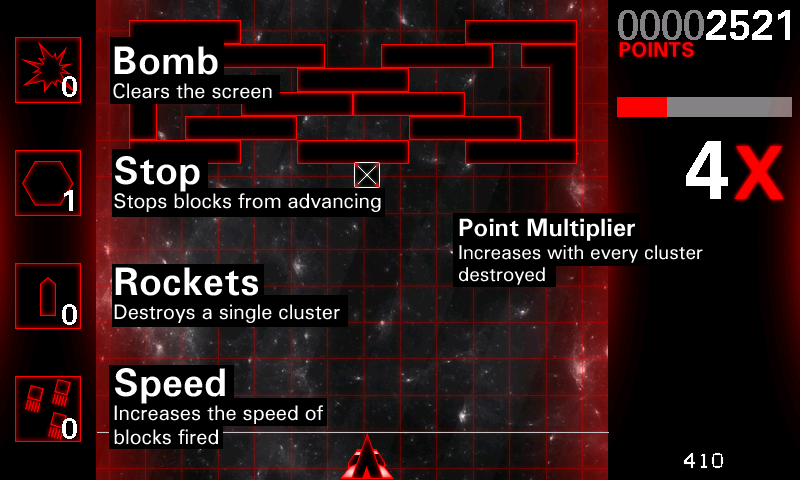 Bomb
Clears the screen
0
Stop
Stops blocks from advancing
1
Rockets
Destroys a single cluster
0
Speed
Increases the speed of
blocks fired
0
Point Multiplier
Increases with every cluster
destroyed
00002521
POINTS
4X
410